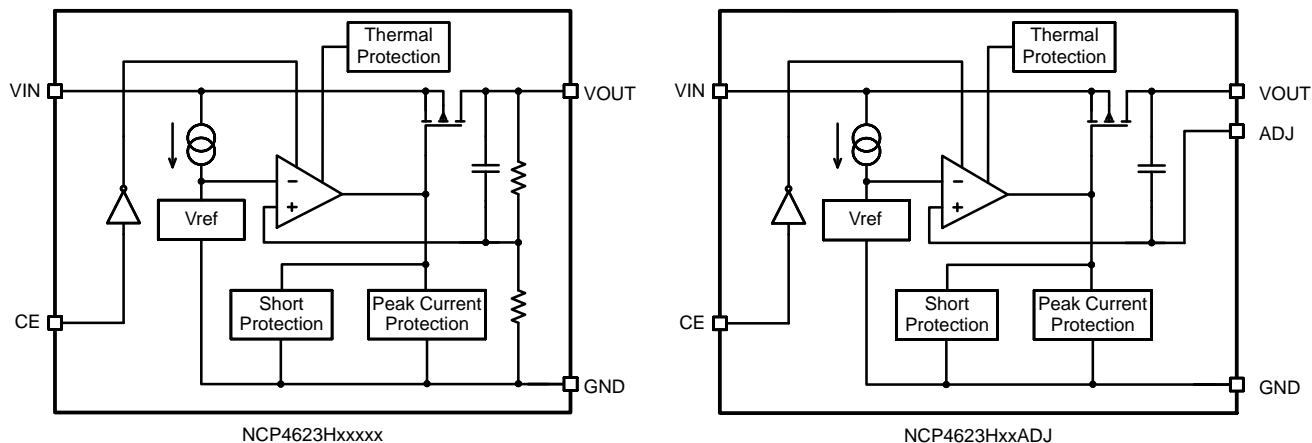 Thermal
Protection
VIN
VOUT
Vref
−
+
Short
Protection
Peak Current
Protection
CE
GND
NCP4623Hxxxxx
Thermal
Protection
VIN
VOUT
ADJ
Vref
−
+
Short
Protection
Peak Current
Protection
CE
GND
NCP4623HxxADJ